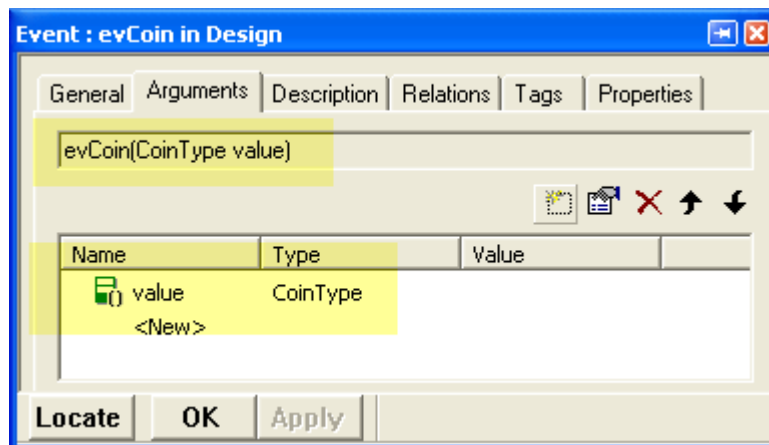 Event : evCoin in Design
General Arguments Description Relations Tags Properties
evCoin(CoinType value)
Name Type Value
value CoinType
<New>
Locate OK Apply